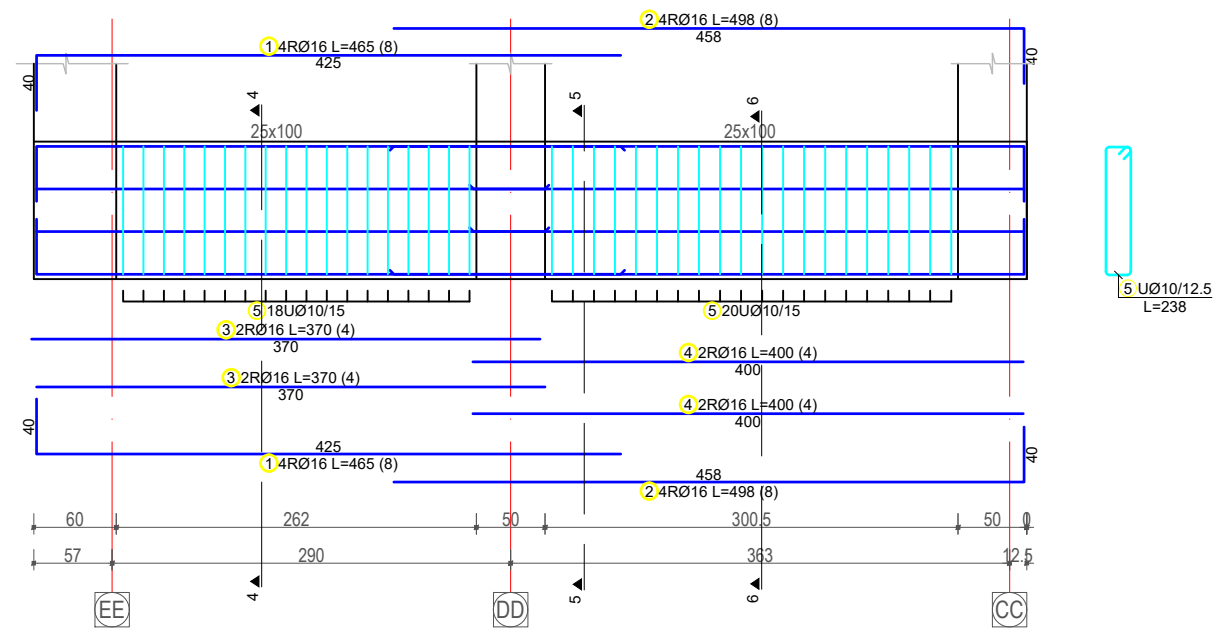 2 4RØ16 L=498 (8)
458
1 4RØ16 L=465 (8)
425
40
40
4
5
6
25x100
25x100
5 18UØ10/15
5 20UØ10/15
5 UØ10/12.5
L=238
3 2RØ16 L=370 (4)
370
4 2RØ16 L=400 (4)
400
3 2RØ16 L=370 (4)
370
4 2RØ16 L=400 (4)
400
40
425
1 4RØ16 L=465 (8)
40
458
2 4RØ16 L=498 (8)
60 262 50 300.5 50 0
57 290 363 12.5
4
5
6
EE DD CC